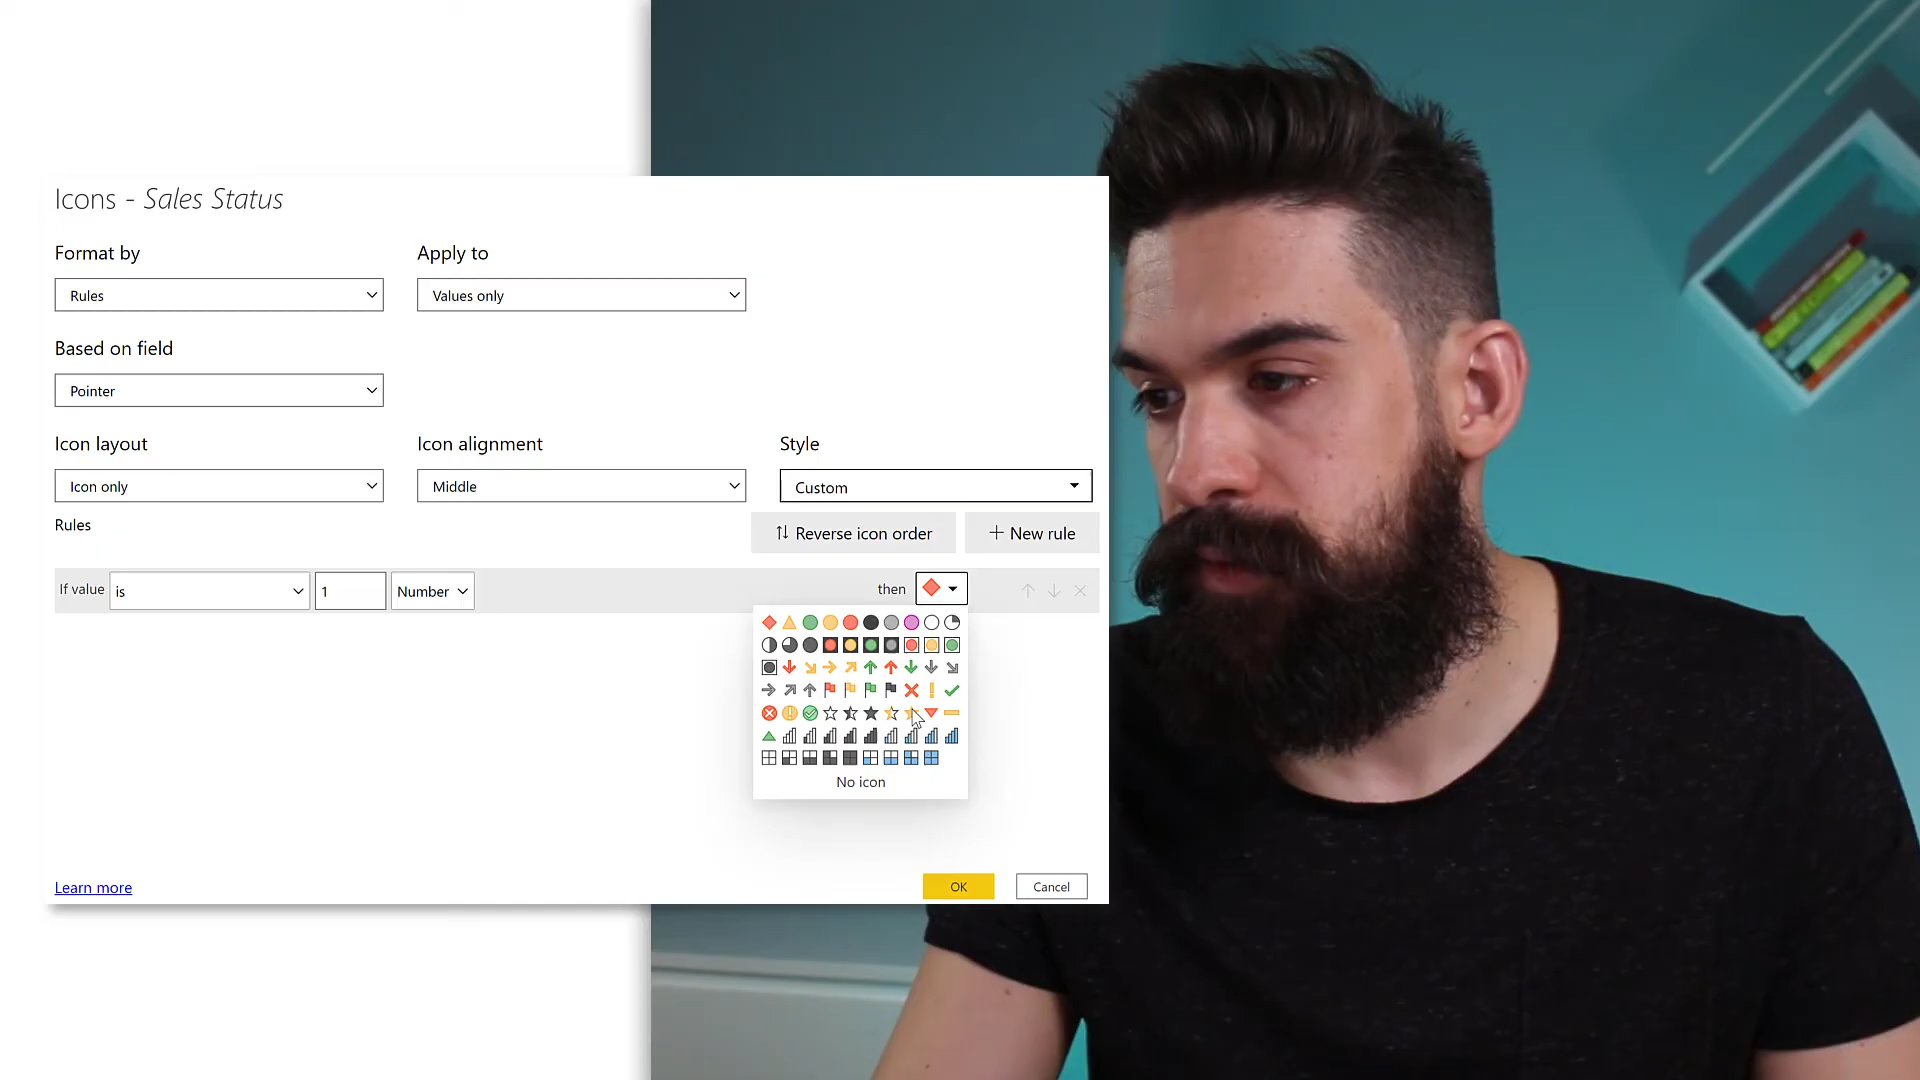 Icons - Sales Status
Format by
Apply to
Rules
Values only
Based on field
Pointer
Icon layout
Icon alignment
Style
Icon only
Middle
Custom
Rules
Reverse icon order
New rule
If value
is
1
Number
then
No icon
Learn more
OK
Cancel